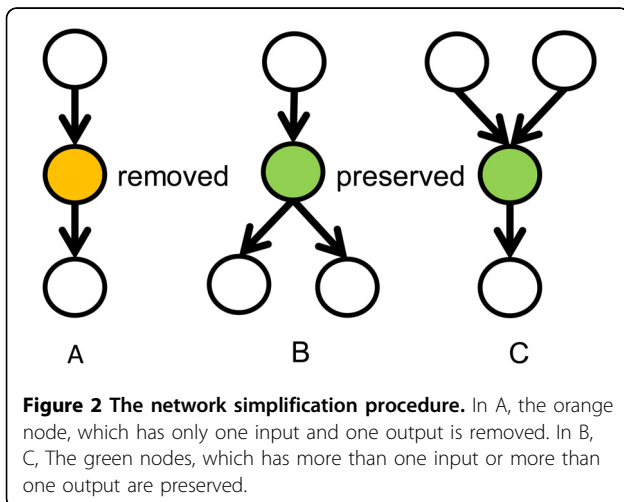 removed
preserved
A
B
C
Figure 2 The network simplification procedure. In A, the orange
node, which has only one input and one output is removed. In B,
C, The green nodes, which has more than one input or more than
one output are preserved.